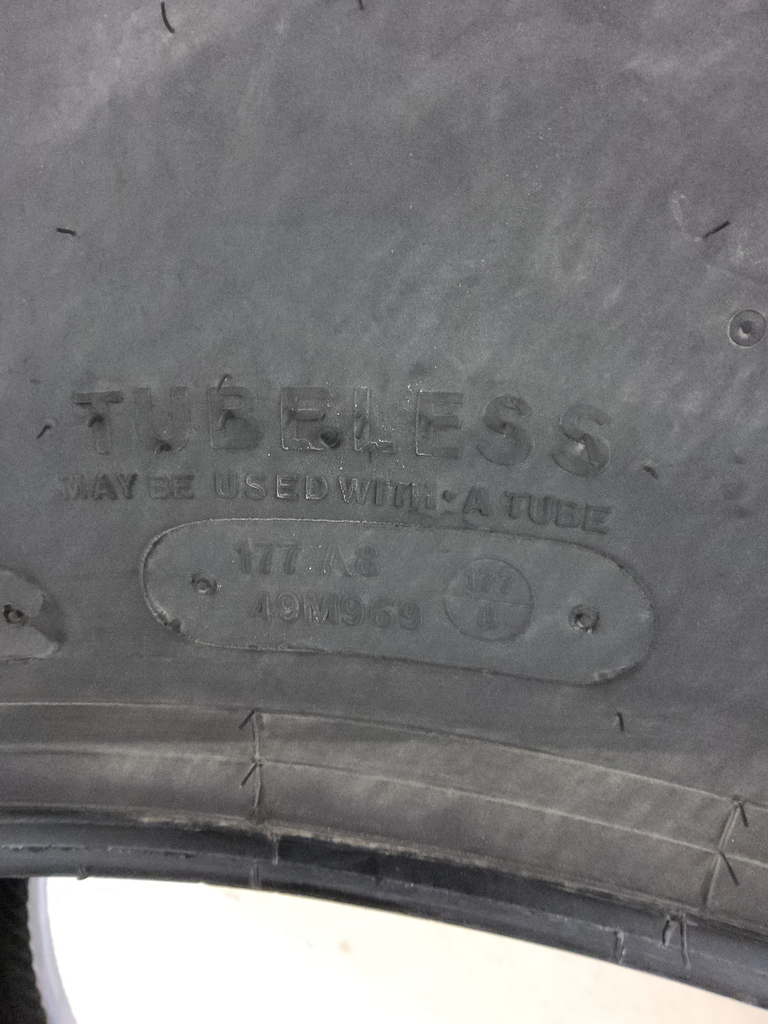 TUBELESS
MAY BE USED WITH A TUBE
177 A8
49M969
177
8